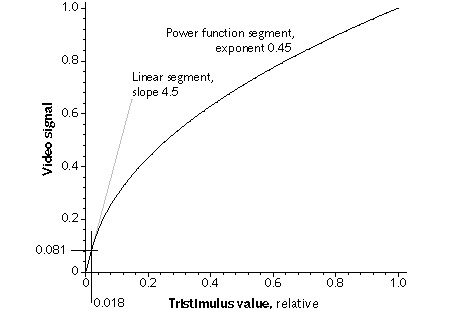 1.0
Power function segment,
exponent 0.45
0.8
Linear segment,
slope 4.5
0.6
Video signal
0.4
0.2
0.081
0
0 0.2 0.4 0.6 0.8 1.0
0.018
Tristimulus value, relative